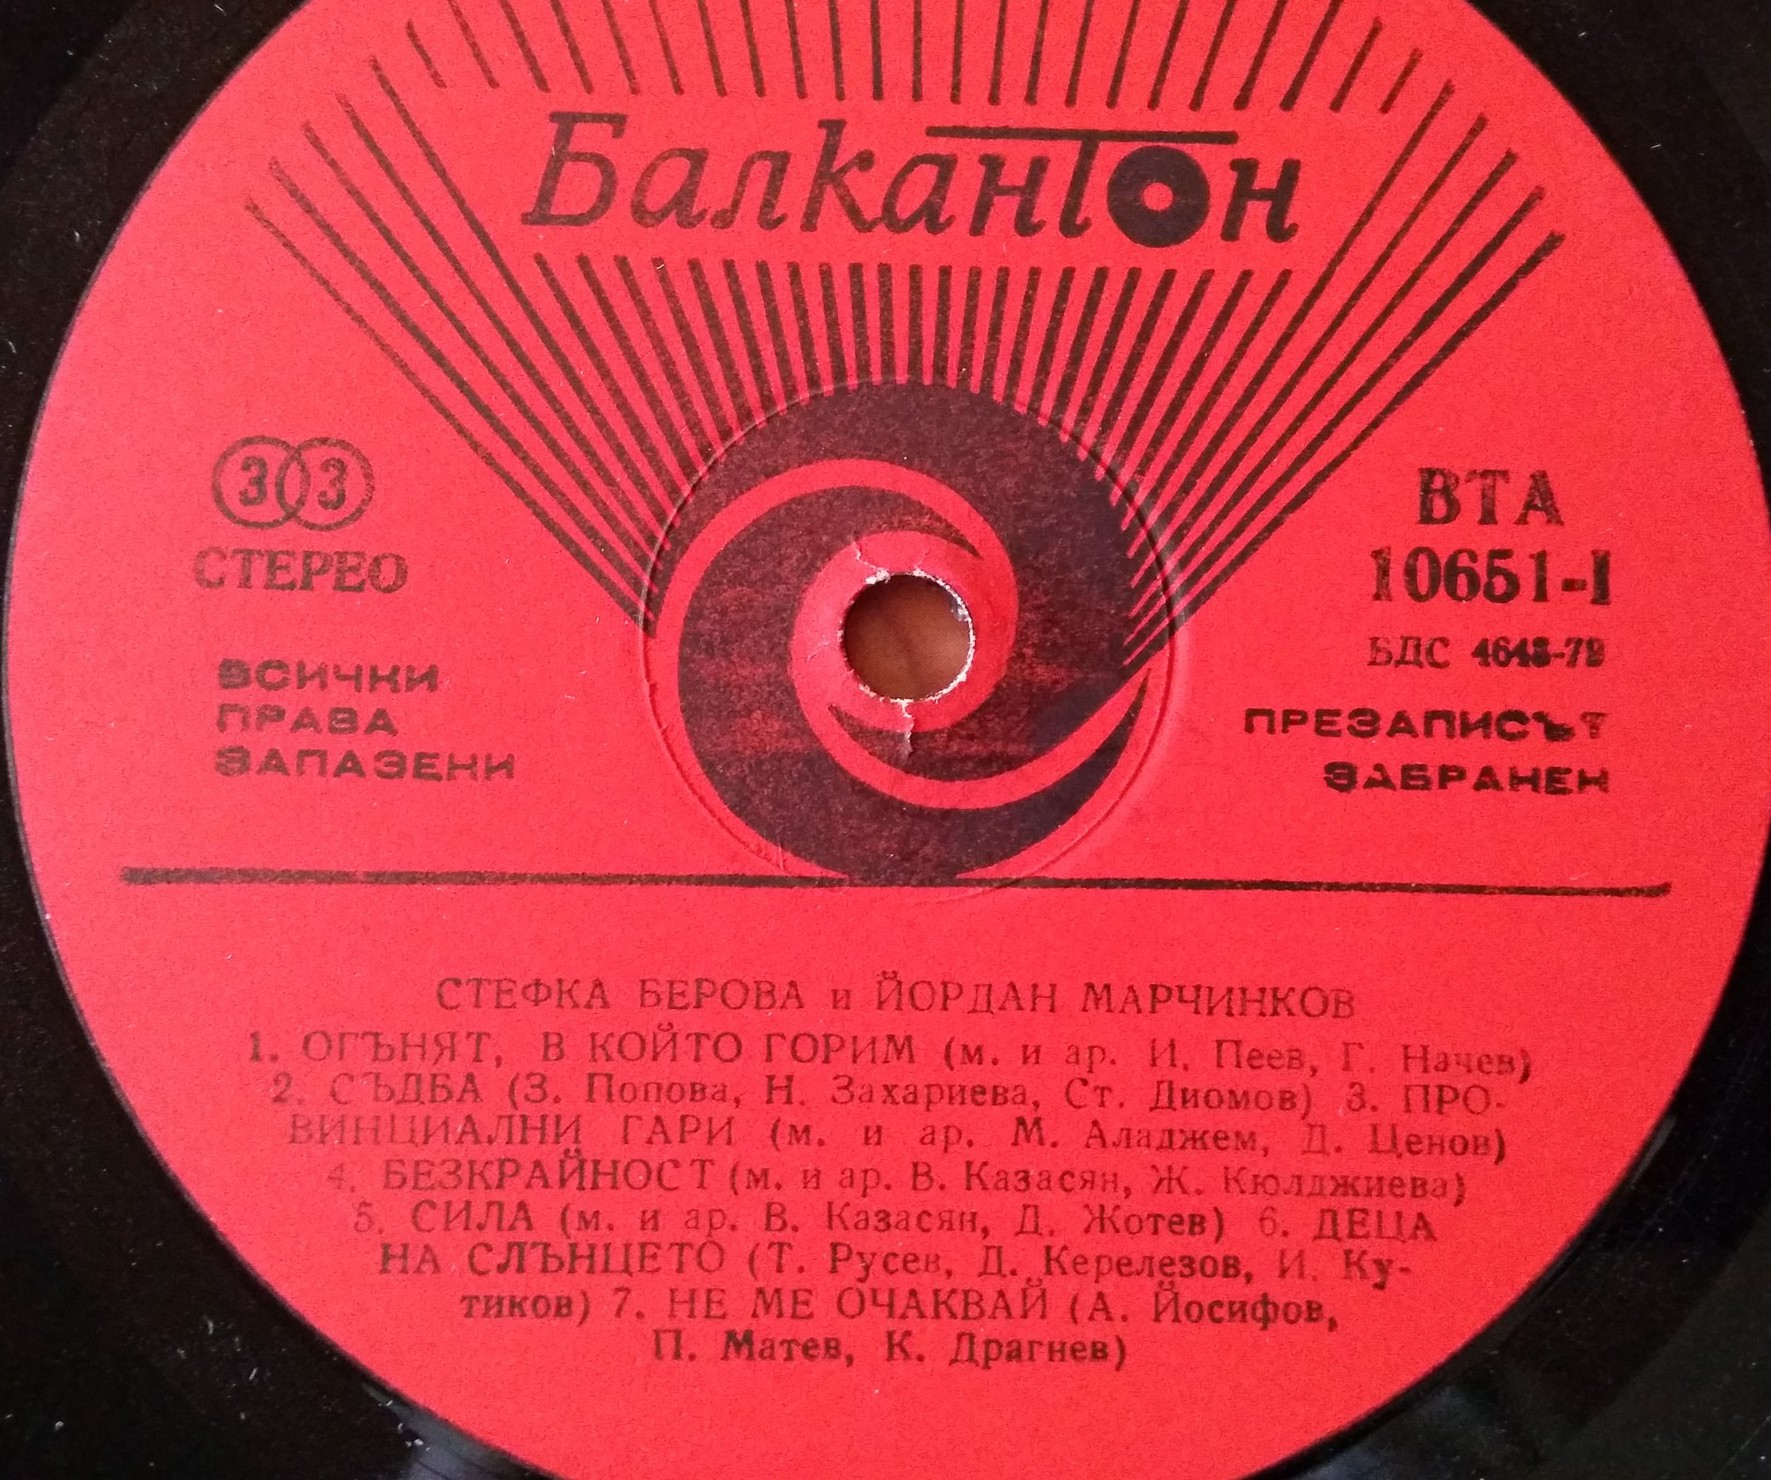 Балкантон
33
СТЕРЕО
ВСИЧКИ
ПРАВА
ЗАПАЗЕНИ
ВТА
10651-I
БДС
ПРЕЗАПИСЪТ
ЗАБРАНЕН
СТЕФКА БЕРОВА и ЙОРДАН МАРЧИНКОВ
1. ОГЪНЯТ, В КОЙТО ГОРИМ (м. и ар. И. Пеев, Г. Начев)
2. СЪДБА (З. Попова, Н. Захариева, Ст. Диомов) 3. ПРО-
ВИНЦИАЛНИ ГАРИ (м. и ар. М. Аладжем, Д. Ценов)
4. БЕЗКРАЙНОСТ (м. и ар. В. Казасян, Ж. Кюлджиева)
5. СИЛА (м. и ар. В. Казасян, Д. Жотев) 6. ДЕЦА
НА СЛЪНЦЕТО (Т. Русев, Д. Керелезов, И. Ку-
тиков) 7. НЕ МЕ ОЧАКВАЙ (А. Йосифов,
П. Матев, К. Драгнев)